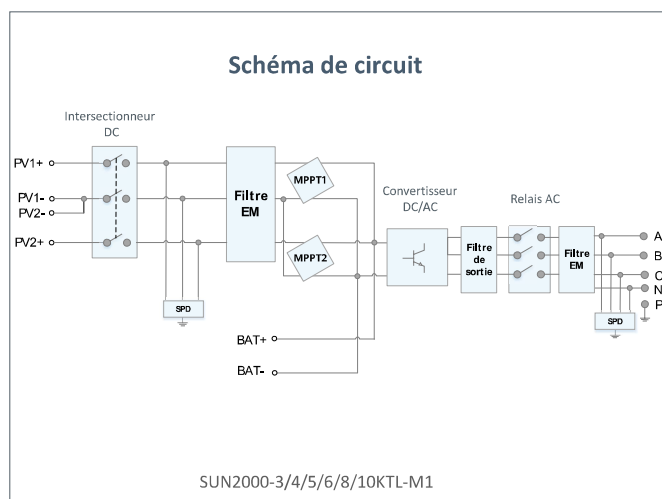 Schéma de circuit
Intersectionneur
DC
PV1+
PV1-
PV2-
PV2+
SPD
Filtre
EM
MPPT1
MPPT2
BAT+
BAT-
Convertisseur
DC/AC
Filtre
de
sortie
Relais AC
Filtre
EM
SPD
A
B
C
N
P
SUN2000-3/4/5/6/8/10KTL-M1